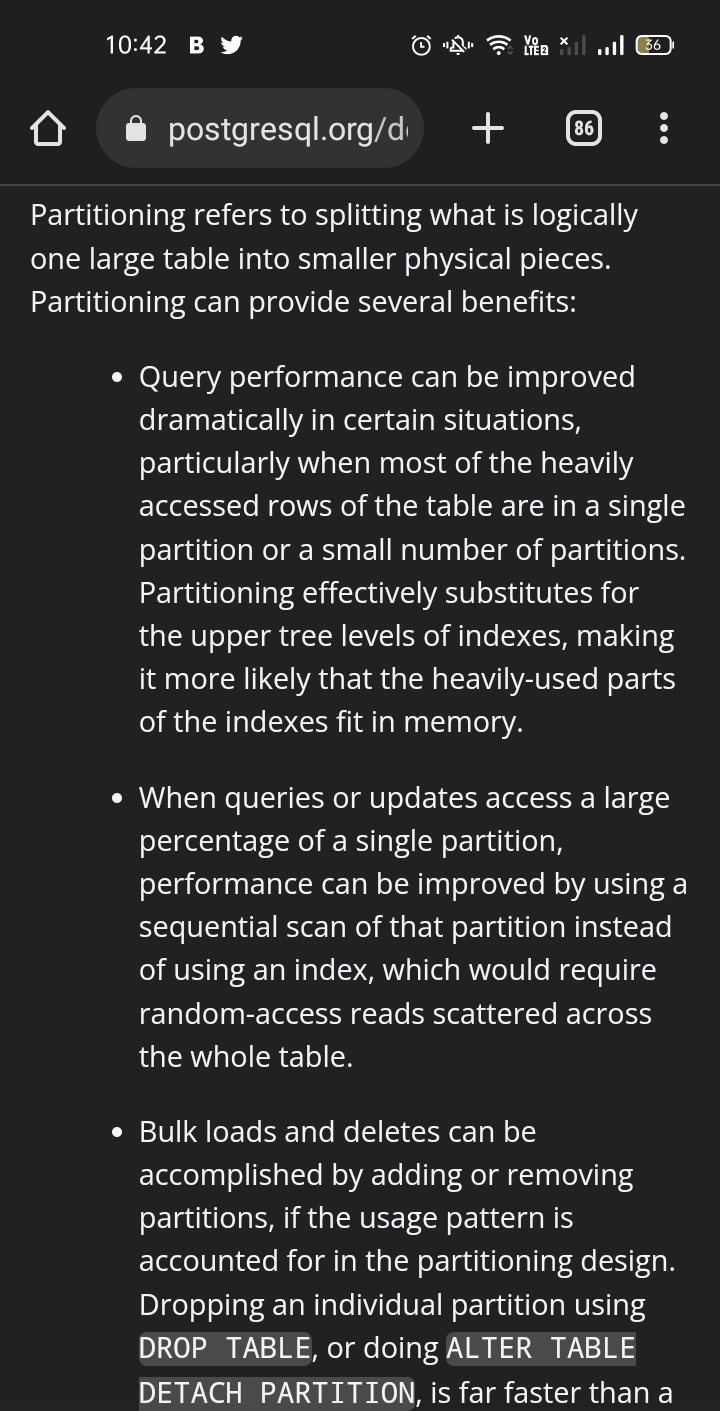 10:42 B Vo LTE2 36
postgresql.org/d
86
Partitioning refers to splitting what is logically
one large table into smaller physical pieces.
Partitioning can provide several benefits:
• Query performance can be improved
dramatically in certain situations,
particularly when most of the heavily
accessed rows of the table are in a single
partition or a small number of partitions.
Partitioning effectively substitutes for
the upper tree levels of indexes, making
it more likely that the heavily-used parts
of the indexes fit in memory.
• When queries or updates access a large
percentage of a single partition,
performance can be improved by using a
sequential scan of that partition instead
of using an index, which would require
random-access reads scattered across
the whole table.
• Bulk loads and deletes can be
accomplished by adding or removing
partitions, if the usage pattern is
accounted for in the partitioning design.
Dropping an individual partition using
DROP TABLE, or doing ALTER TABLE
DETACH PARTITION, is far faster than a